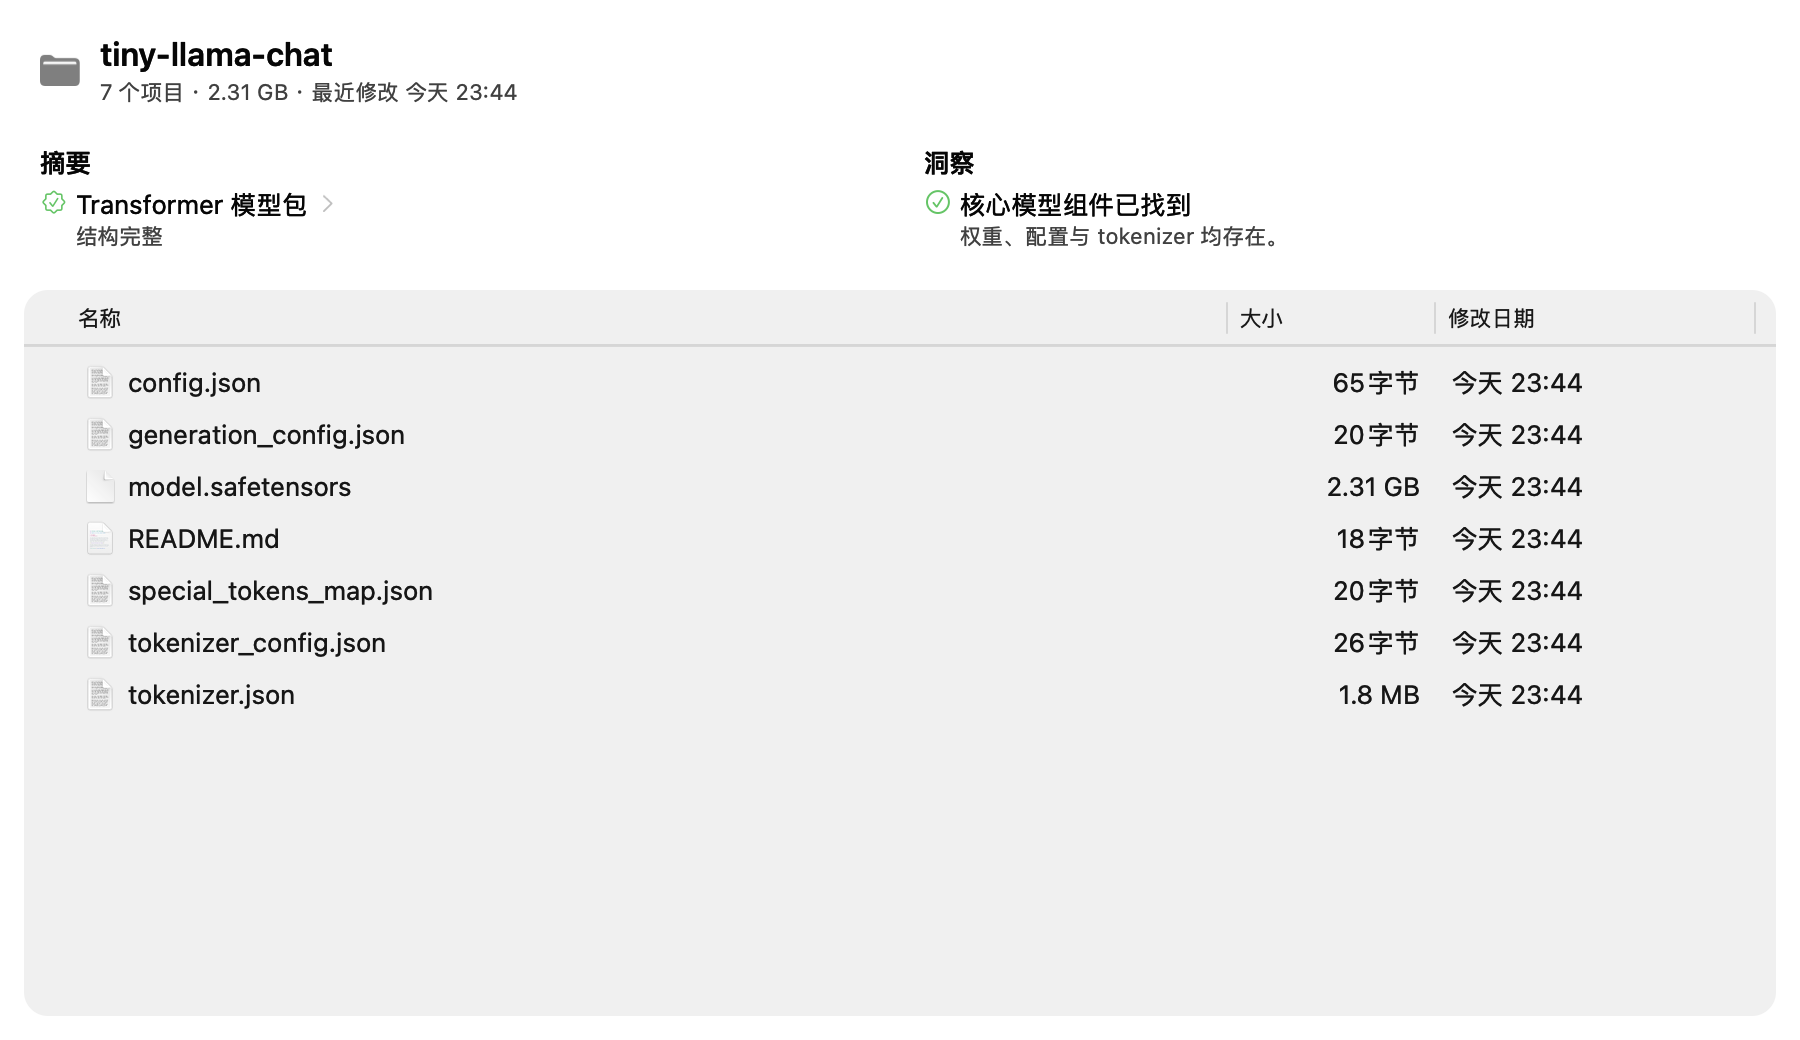 tiny-llama-chat
7 个项目 · 2.31 GB · 最近修改 今天 23:44
摘要
Transformer 模型包
结构完整
洞察
核心模型组件已找到
权重、配置与 tokenizer 均存在。
名称 大小 修改日期
config.json 65字节 今天 23:44
generation_config.json 20字节 今天 23:44
model.safetensors 2.31 GB 今天 23:44
README.md 18字节 今天 23:44
special_tokens_map.json 20字节 今天 23:44
tokenizer_config.json 26字节 今天 23:44
tokenizer.json 1.8 MB 今天 23:44